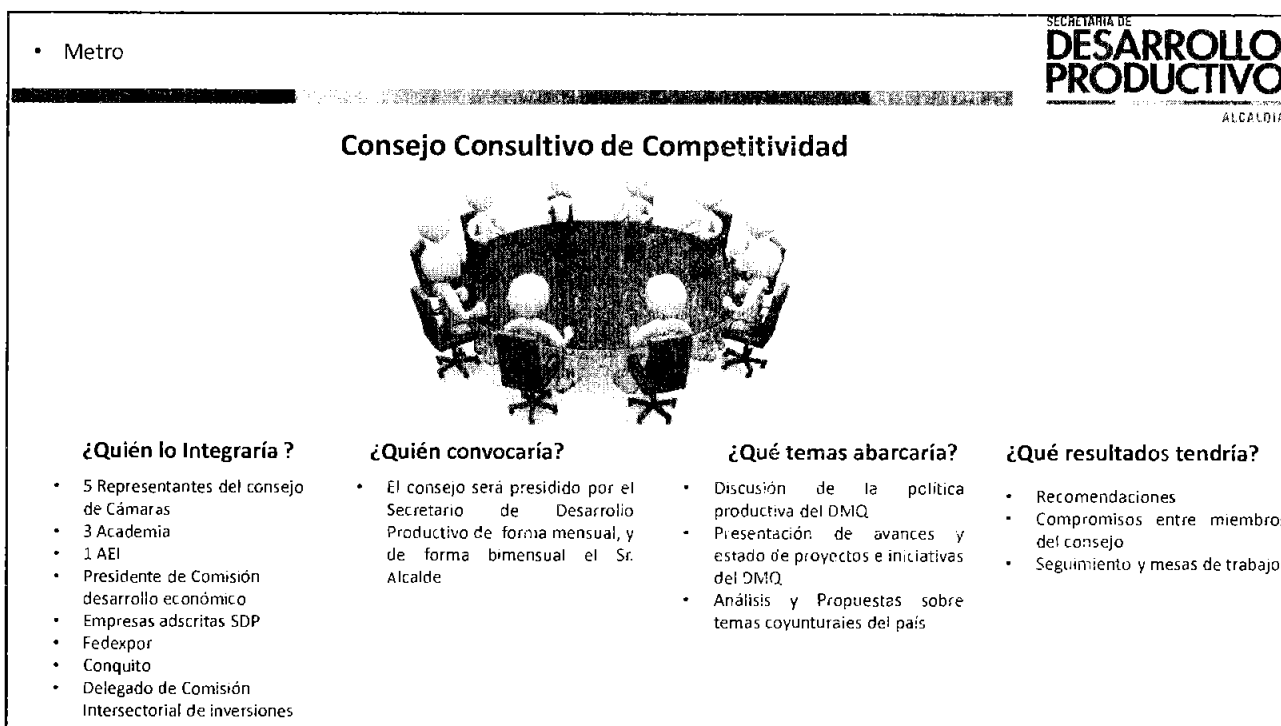 • Metro
SECRETARÍA DE
DESARROLLO
PRODUCTIVO
ALCALDÍA
Consejo Consultivo de Competitividad
¿Quién lo Integraría ?
• 5 Representantes del consejo
de Cámaras
• 3 Academia
• 1 AEI
• Presidente de Comisión
desarrollo económico
• Empresas adscritas SDP
• Fedexpor
• Conquito
• Delegado de Comisión
Intersectorial de inversiones
¿Quién convocaría?
• El consejo será presidido por el
Secretario de Desarrollo
Productivo de forma mensual, y
de forma bimensual el Sr.
Alcalde
¿Qué temas abarcaría?
• Discusión de la política
productiva del DMQ
• Presentación de avances y
estado de proyectos e iniciativas
del DMQ
• Análisis y Propuestas sobre
temas coyunturales del país
¿Qué resultados tendría?
• Recomendaciones
• Compromisos entre miembros
del consejo
• Seguimiento y mesas de trabajo